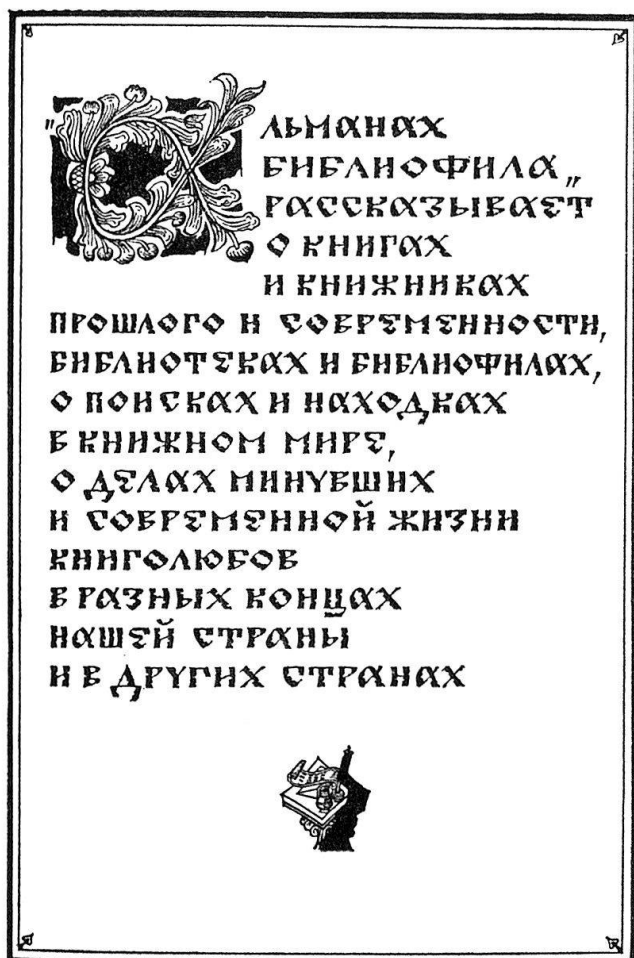 "АЛЬМАНАХ
БИБЛИОФИЛА„
РАССКАЗЫВАЕТ
О КНИГАХ
И КНИЖНИКАХ
ПРОШЛОГО И СОВРЕМЕННОСТИ,
БИБЛИОТЕКАХ И БИБЛИОФИЛАХ,
О ПОИСКАХ И НАХОДКАХ
В КНИЖНОМ МИРЕ,
О ДЕЛАХ МИНУВШИХ
И СОВРЕМЕННОЙ ЖИЗНИ
КНИГОЛЮБОВ
В РАЗНЫХ КОНЦАХ
НАШЕЙ СТРАНЫ
И В ДРУГИХ СТРАНАХ